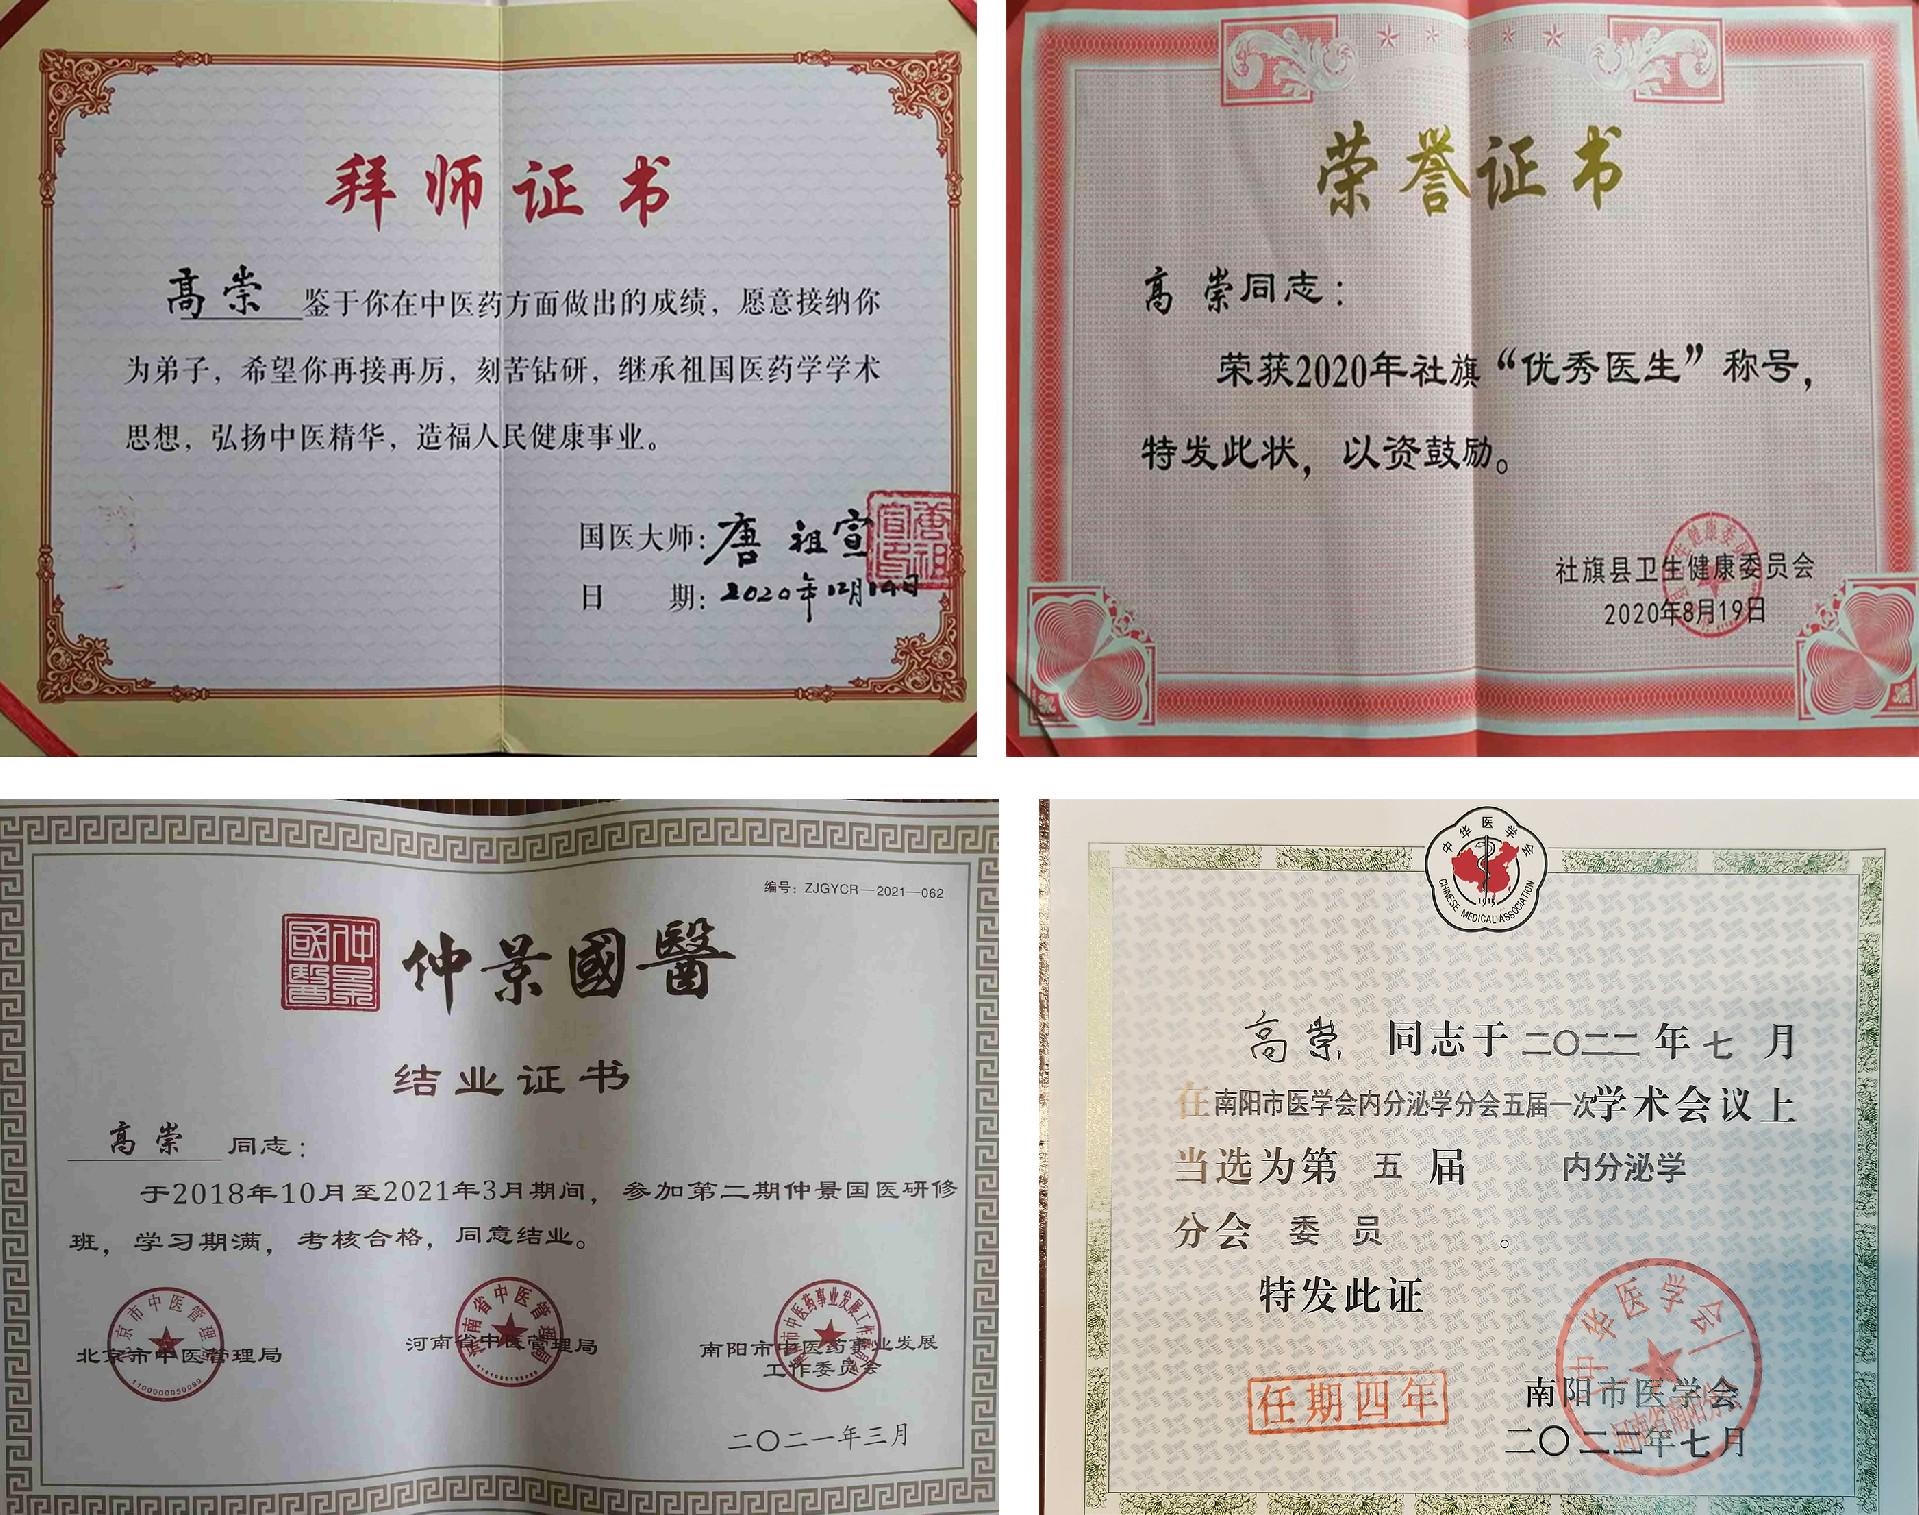 拜师证书
高崇 鉴于你在中医药方面做出的成绩，愿意接纳你
为弟子，希望你再接再厉，刻苦钻研，继承祖国医药学学术
思想，弘扬中医精华，造福人民健康事业。
国医大师：唐祖宣
日 期：2020年12月19日
荣誉证书
高崇同志：
荣获2020年社旗“优秀医生”称号，
特发此状，以资鼓励。
社旗县卫生健康委员会
2020年8月19日
编号：ZJGYCR—2021—062
仲景國醫
仲景國醫
结业证书
高崇 同志：
于2018年10月至2021年3月期间，参加第二期仲景国医研修
班，学习期满，考核合格，同意结业。
北京市中医管理局
河南省中医管理局
南阳市中医药事业发展
工作委员会
二〇二一年三月
中华医学会
CHINESE MEDICAL ASSOCIATION
1915
高崇 同志于 二〇二二 年 七 月
在南阳市医学会内分泌学分会五届一次学术会议上
当选为第 五 届 内分泌学
分会 委 员 。
特发此证
任期四年
南阳市医学会
二〇二二年七月
中华医学会